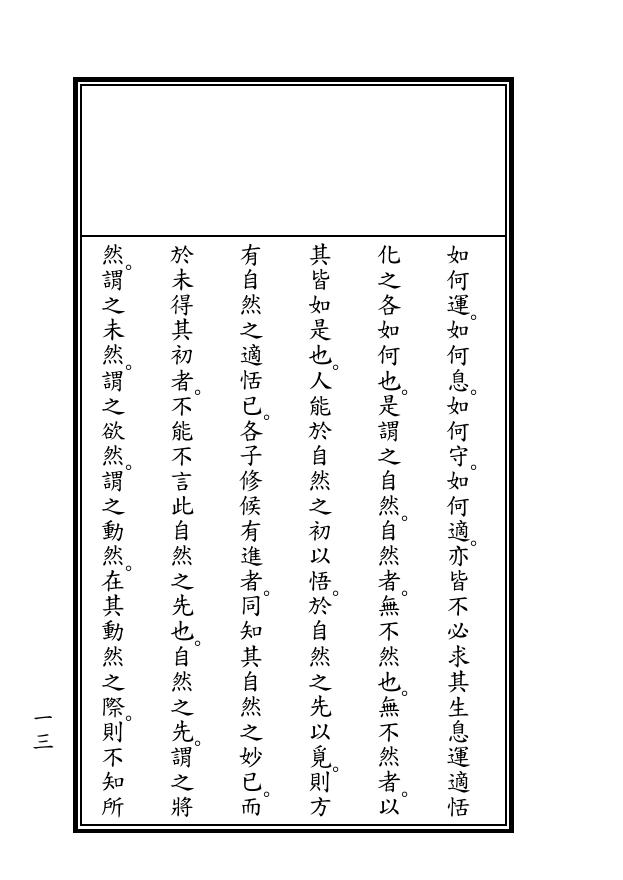 如何運。如何息。如何守。如何適。亦皆不必求其生息運適恬
化之各如何也。是謂之自然。自然者。無不然也。無不然者。以
其皆如是也。人能於自然之初以悟。於自然之先以覓。則方
有自然之適恬已。各子修候有進者。同知其自然之妙已。而
於未得其初者。不能不言此自然之先也。自然之先。謂之將
然。謂之未然。謂之欲然。謂之動然。在其動然之際。則不知所
一三